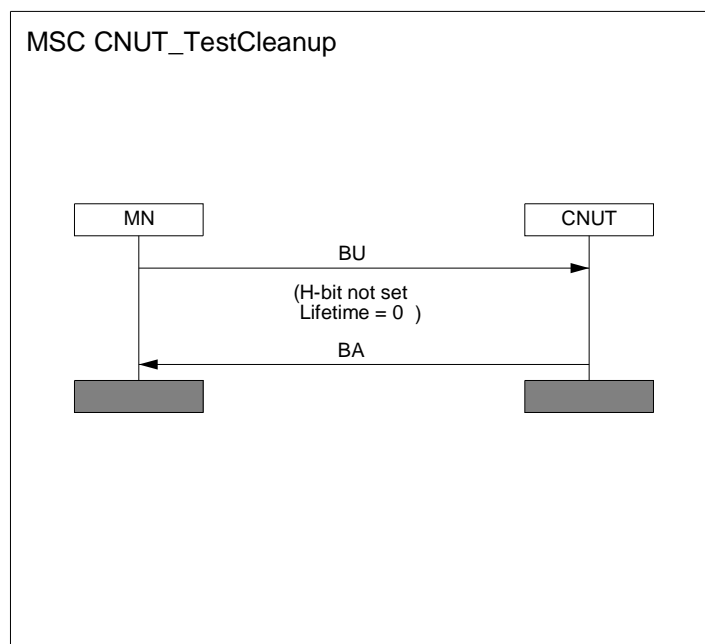 MSC CNUT_TestCleanup
MN
CNUT
BU
(H-bit not set
Lifetime = 0 )
BA